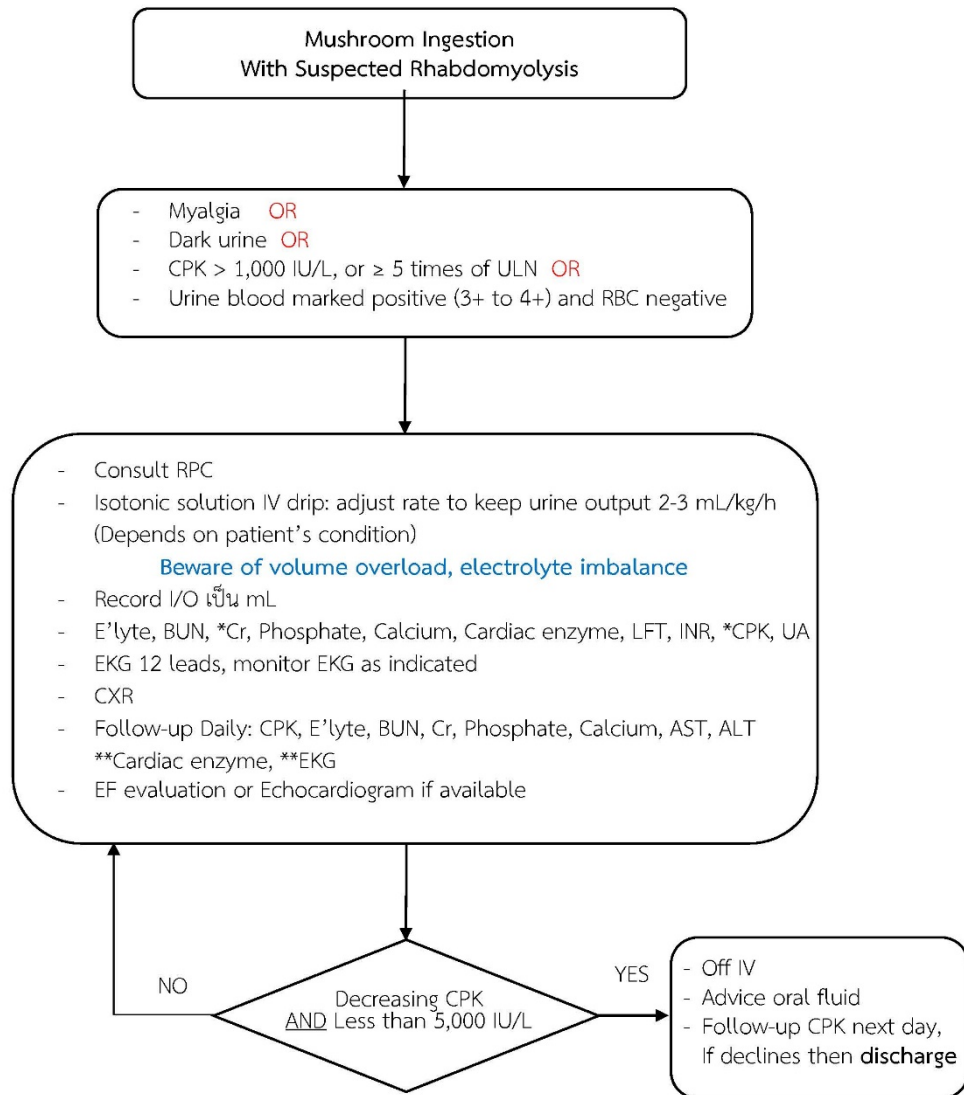 Mushroom Ingestion
With Suspected Rhabdomyolysis
- Myalgia OR
- Dark urine OR
- CPK > 1,000 IU/L, or ≥ 5 times of ULN OR
- Urine blood marked positive (3+ to 4+) and RBC negative
- Consult RPC
- Isotonic solution IV drip: adjust rate to keep urine output 2-3 mL/kg/h
(Depends on patient's condition)
Beware of volume overload, electrolyte imbalance
- Record I/O เป็น mL
- E'lyte, BUN, *Cr, Phosphate, Calcium, Cardiac enzyme, LFT, INR, *CPK, UA
- EKG 12 leads, monitor EKG as indicated
- CXR
- Follow-up Daily: CPK, E'lyte, BUN, Cr, Phosphate, Calcium, AST, ALT
**Cardiac enzyme, **EKG
- EF evaluation or Echocardiogram if available
NO
Decreasing CPK
AND Less than 5,000 IU/L
YES
- Off IV
- Advice oral fluid
- Follow-up CPK next day,
If declines then discharge